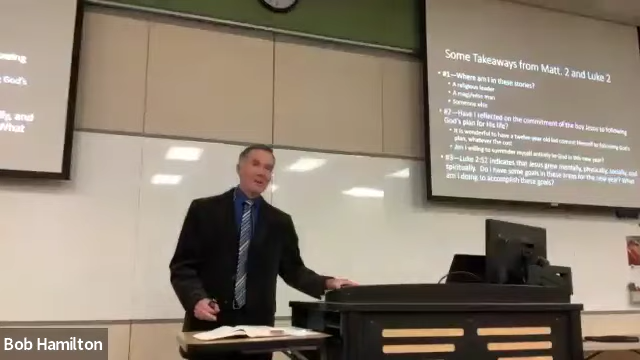 owing
g God's
lly, and
What
Some Takeaways from Matt. 2 and Luke 2
• #1—Where am I in these stories?
• A religious leader
• A magi/wise man
• Someone else
• #2—Have I reflected on the commitment of the boy Jesus to following
God's plan for His life?
• It is wonderful to have a twelve year old but commit himself to following God's
plan, whatever the cost
• Am I willing to surrender myself entirely to God in this new year?
• #3—Luke 2:52 indicates that Jesus grew mentally, physically, socially, and
spiritually. Do I have some goals in these areas for the new year? What
am I doing to accomplish these goals?
Bob Hamilton